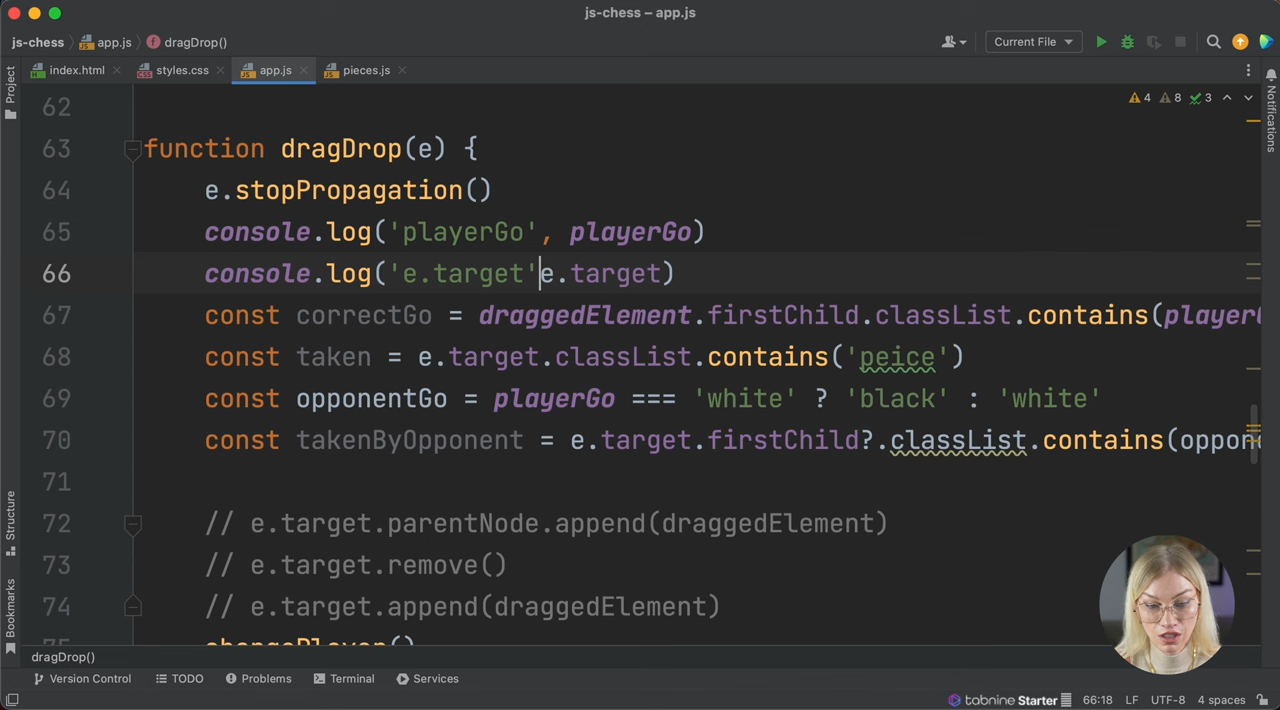 js-chess – app.js
js-chess app.js dragDrop() Current File
Project index.html styles.css app.js pieces.js Notifications
4 8 3
62
63 function dragDrop(e) {
64 e.stopPropagation()
65 console.log('playerGo', playerGo)
66 console.log('e.target'e.target)
67 const correctGo = draggedElement.firstChild.classList.contains(playerG
68 const taken = e.target.classList.contains('peice')
69 const opponentGo = playerGo === 'white' ? 'black' : 'white'
70 const takenByOpponent = e.target.firstChild?.classList.contains(oppon
71
72 // e.target.parentNode.append(draggedElement)
73 // e.target.remove()
74 // e.target.append(draggedElement)
75 changePlayer()
Structure
Bookmarks
dragDrop()
Version Control TODO Problems Terminal Services
tabnine Starter 66:18 LF UTF-8 4 spaces